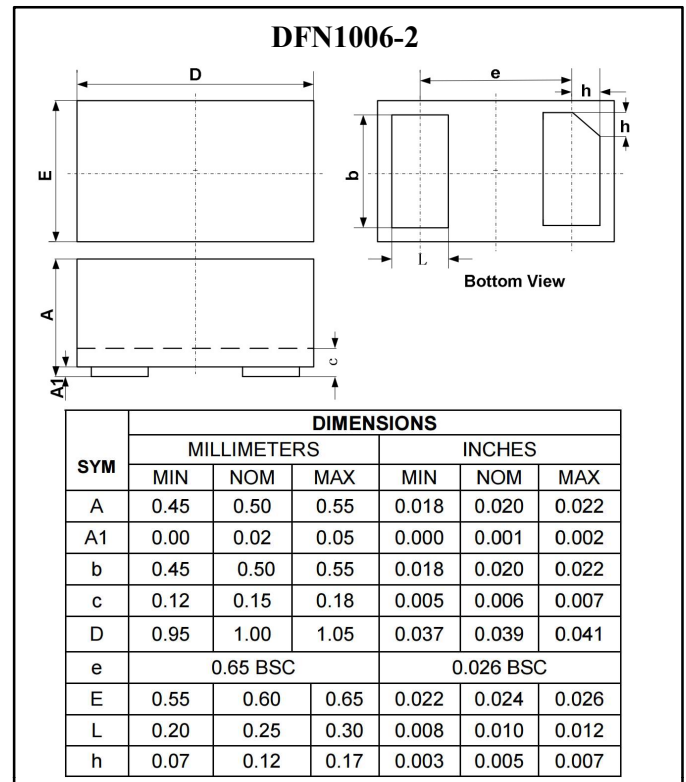 DFN1006-2
D
e
h
h
E
b
L
Bottom View
A
c
A1
DIMENSIONS
SYM MILLIMETERS INCHES
MIN NOM MAX MIN NOM MAX
A 0.45 0.50 0.55 0.018 0.020 0.022
A1 0.00 0.02 0.05 0.000 0.001 0.002
b 0.45 0.50 0.55 0.018 0.020 0.022
c 0.12 0.15 0.18 0.005 0.006 0.007
D 0.95 1.00 1.05 0.037 0.039 0.041
e 0.65 BSC 0.026 BSC
E 0.55 0.60 0.65 0.022 0.024 0.026
L 0.20 0.25 0.30 0.008 0.010 0.012
h 0.07 0.12 0.17 0.003 0.005 0.007